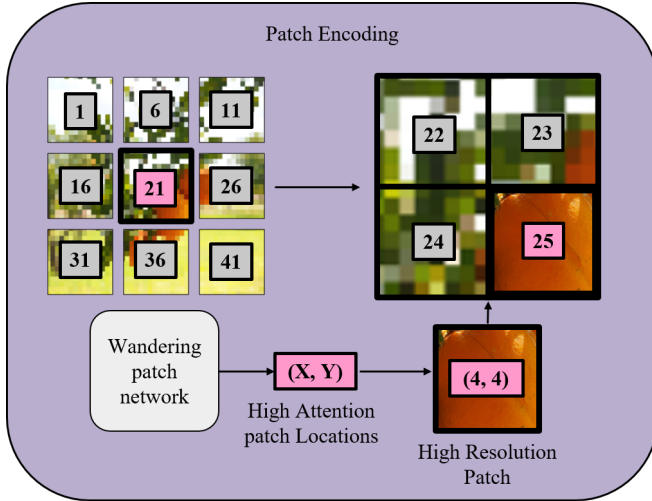 Patch Encoding
1 6 11
16 21 26
31 36 41
22 23
24 25
Wandering
patch
network
(X, Y)
High Attention
patch Locations
(4, 4)
High Resolution
Patch